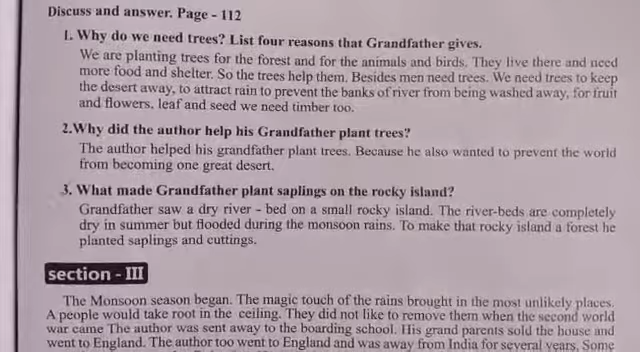 Discuss and answer. Page - 112
1. Why do we need trees? List four reasons that Grandfather gives.
We are planting trees for the forest and for the animals and birds. They live there and need
more food and shelter. So the trees help them. Besides men need trees. We need trees to keep
the desert away, to attract rain to prevent the banks of river from being washed away, for fruit
and flowers, leaf and seed we need timber too.
2.Why did the author help his Grandfather plant trees?
The author helped his grandfather plant trees. Because he also wanted to prevent the world
from becoming one great desert.
3. What made Grandfather plant saplings on the rocky island?
Grandfather saw a dry river - bed on a small rocky island. The river-beds are completely
dry in summer but flooded during the monsoon rains. To make that rocky island a forest he
planted saplings and cuttings.
section - III
The Monsoon season began. The magic touch of the rains brought in the most unlikely places.
A people would take root in the ceiling. They did not like to remove them when the second world
war came The author was sent away to the boarding school. His grand parents sold the house and
went to England. The author too went to England and was away from India for several years. Some